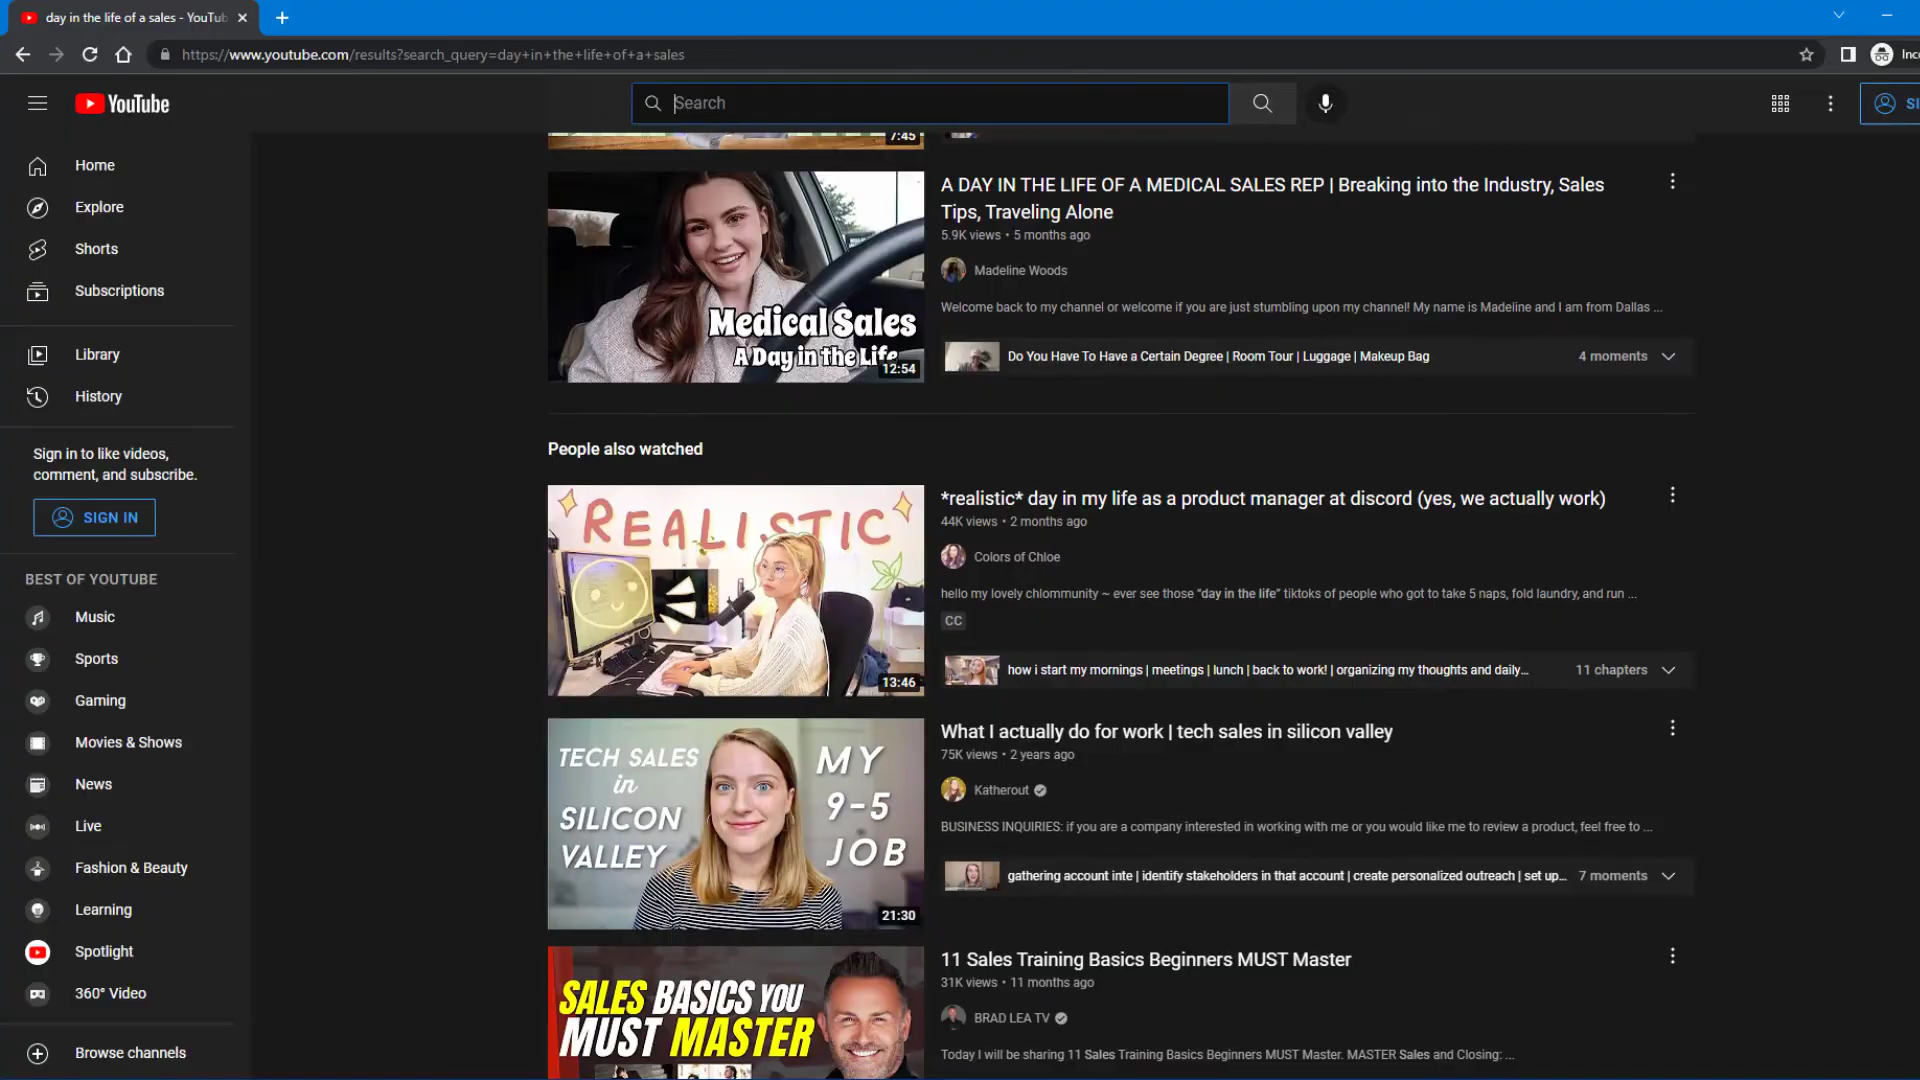 day in the life of a sales - YouTub
https://www.youtube.com/results?search_query=day+in+the+life+of+a+sales
Inc
YouTube
Search
SI
Home
Explore
Shorts
Subscriptions
Library
History
Sign in to like videos,
comment, and subscribe.
SIGN IN
BEST OF YOUTUBE
Music
Sports
Gaming
Movies & Shows
News
Live
Fashion & Beauty
Learning
Spotlight
360° Video
Browse channels
7:45
Medical Sales
A Day in the Life
12:54
A DAY IN THE LIFE OF A MEDICAL SALES REP | Breaking into the Industry, Sales
Tips, Traveling Alone
5.9K views • 5 months ago
Madeline Woods
Welcome back to my channel or welcome if you are just stumbling upon my channel! My name is Madeline and I am from Dallas ...
Do You Have To Have a Certain Degree | Room Tour | Luggage | Makeup Bag
4 moments
People also watched
REALISTIC
13:46
*realistic* day in my life as a product manager at discord (yes, we actually work)
44K views • 2 months ago
Colors of Chloe
hello my lovely chlommunity ~ ever see those “day in the life” tiktoks of people who got to take 5 naps, fold laundry, and run ...
CC
how i start my mornings | meetings | lunch | back to work! | organizing my thoughts and daily...
11 chapters
TECH SALES
in
SILICON
VALLEY
MY
9-5
JOB
21:30
What I actually do for work | tech sales in silicon valley
75K views • 2 years ago
Katherout
BUSINESS INQUIRIES: if you are a company interested in working with me or you would like me to review a product, feel free to ...
gathering account inte | identify stakeholders in that account | create personalized outreach | set up...
7 moments
SALES BASICS YOU
MUST MASTER
11 Sales Training Basics Beginners MUST Master
31K views • 11 months ago
BRAD LEA TV
Today I will be sharing 11 Sales Training Basics Beginners MUST Master. MASTER Sales and Closing: ...